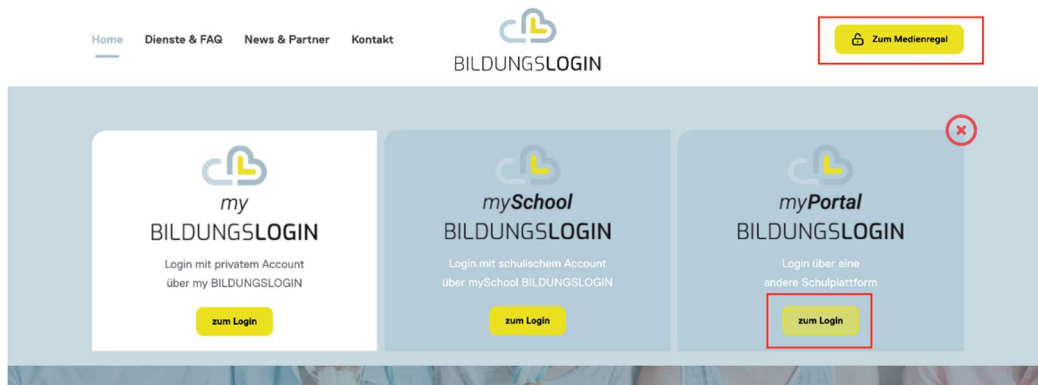 Home Dienste & FAQ News & Partner Kontakt
BILDUNGSLOGIN
Zum Medienregal
my
BILDUNGSLOGIN
Login mit privatem Account
über my BILDUNGSLOGIN
zum Login
mySchool
BILDUNGSLOGIN
Login mit schulischem Account
über mySchool BILDUNGSLOGIN
zum Login
myPortal
BILDUNGSLOGIN
Login über eine
andere Schulplattform
zum Login